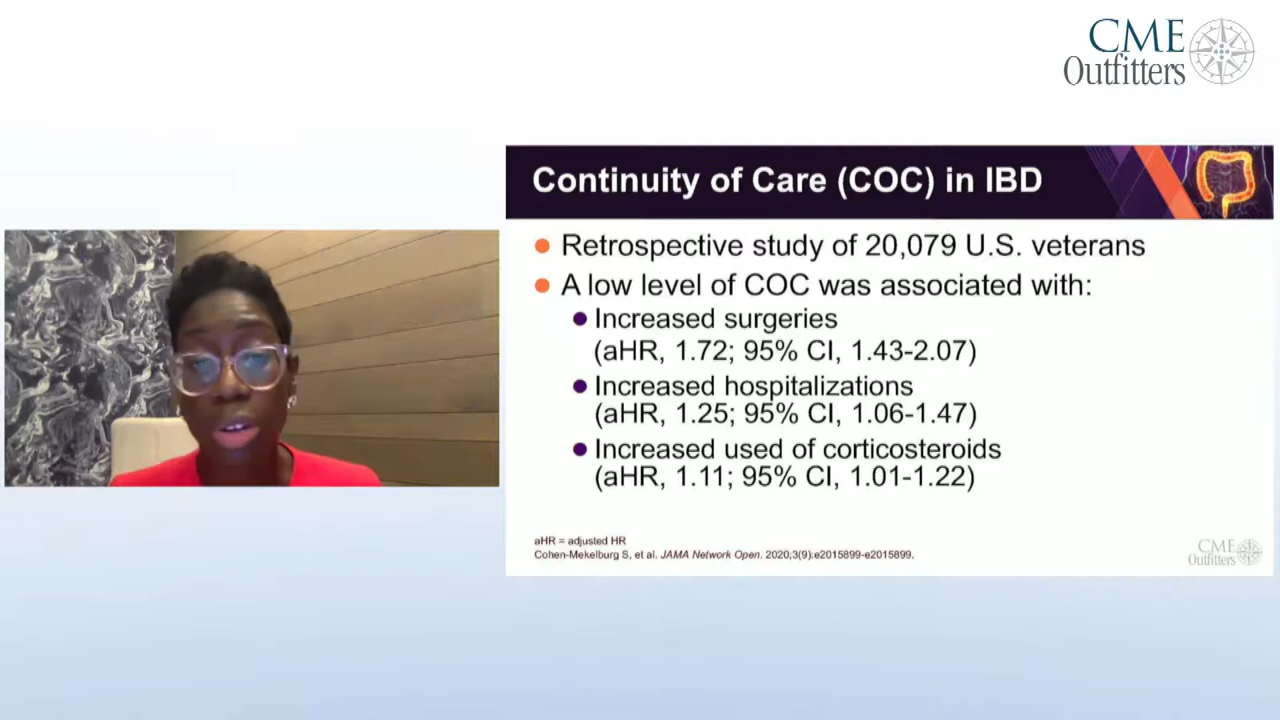 CME
Outfitters
Continuity of Care (COC) in IBD
Retrospective study of 20,079 U.S. veterans
A low level of COC was associated with:
Increased surgeries
(aHR, 1.72; 95% CI, 1.43-2.07)
Increased hospitalizations
(aHR, 1.25; 95% CI, 1.06-1.47)
Increased used of corticosteroids
(aHR, 1.11; 95% CI, 1.01-1.22)
aHR = adjusted HR
Cohen-Mekelburg S, et al. JAMA Network Open. 2020;3(9):e2015899-e2015899.
CME
Outfitters